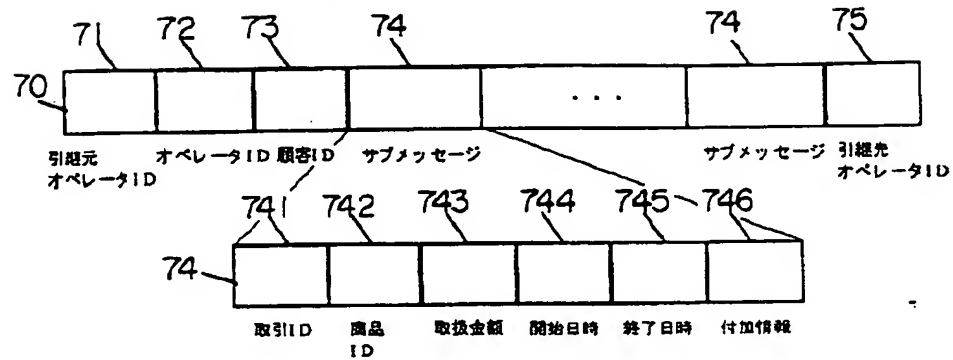 71 72 73 74 74 75
70 ...
引継元 オペレータID 顧客ID サブメッセージ サブメッセージ 引継先
オペレータID オペレータID
741 742 743 744 745 746
74
取引ID 商品 取扱金額 開始日時 終了日時 付加情報
ID